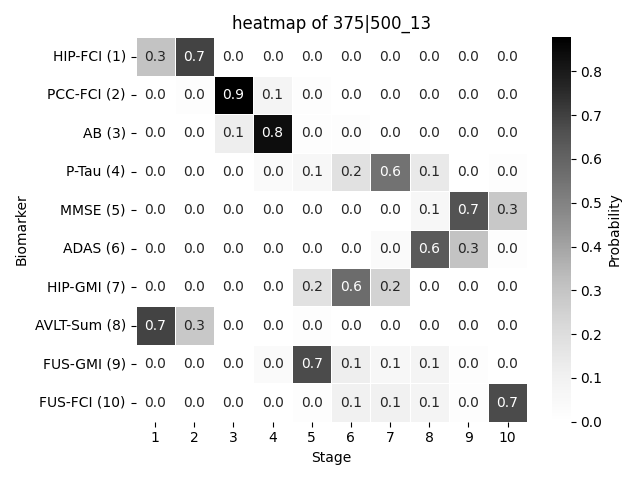 heatmap of 375|500_13
HIP-FCI (1) 0.3 0.7 0.0 0.0 0.0 0.0 0.0 0.0 0.0 0.0
PCC-FCI (2) 0.0 0.0 0.9 0.1 0.0 0.0 0.0 0.0 0.0 0.0
AB (3) 0.0 0.0 0.1 0.8 0.0 0.0 0.0 0.0 0.0 0.0
P-Tau (4) 0.0 0.0 0.0 0.0 0.1 0.2 0.6 0.1 0.0 0.0
MMSE (5) 0.0 0.0 0.0 0.0 0.0 0.0 0.0 0.1 0.7 0.3
ADAS (6) 0.0 0.0 0.0 0.0 0.0 0.0 0.0 0.6 0.3 0.0
HIP-GMI (7) 0.0 0.0 0.0 0.0 0.2 0.6 0.2 0.0 0.0 0.0
AVLT-Sum (8) 0.7 0.3 0.0 0.0 0.0 0.0 0.0 0.0 0.0 0.0
FUS-GMI (9) 0.0 0.0 0.0 0.0 0.7 0.1 0.1 0.1 0.0 0.0
FUS-FCI (10) 0.0 0.0 0.0 0.0 0.0 0.1 0.1 0.1 0.0 0.7
1 2 3 4 5 6 7 8 9 10
Stage
Biomarker
0.8
0.7
0.6
0.5
0.4
0.3
0.2
0.1
0.0
Probability